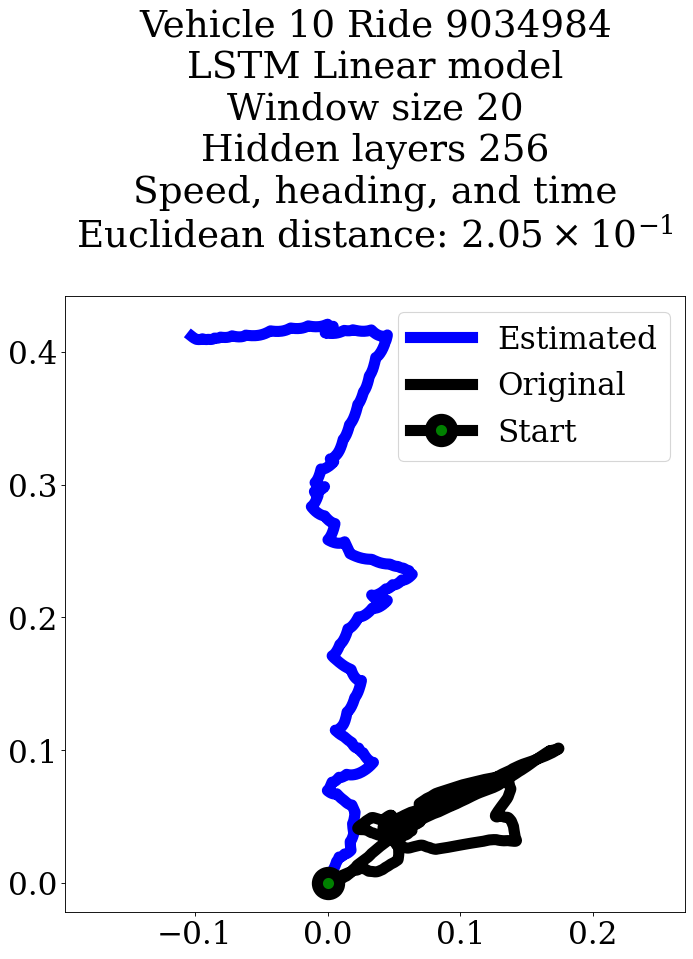 Vehicle 10 Ride 9034984
LSTM Linear model
Window size 20
Hidden layers 256
Speed, heading, and time
Euclidean distance: 2.05 × 10⁻¹
Estimated
Original
Start
0.4
0.3
0.2
0.1
0.0
−0.1 0.0 0.1 0.2